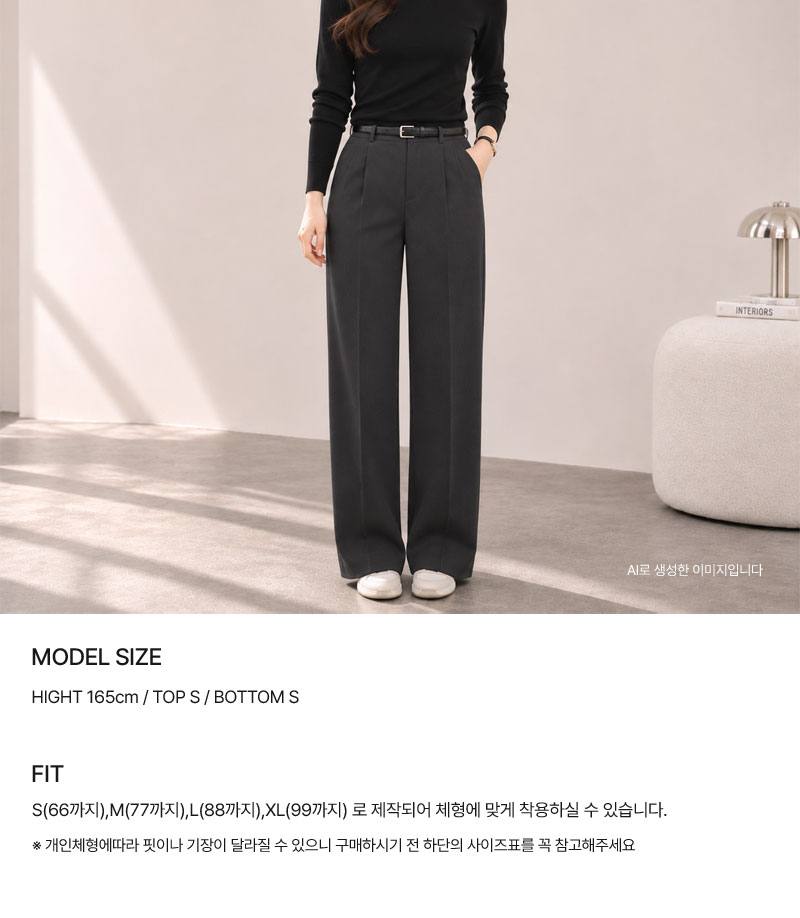 INTERIORS
AI로 생성한 이미지입니다
MODEL SIZE
HIGHT 165cm / TOP S / BOTTOM S
FIT
S(66까지),M(77까지),L(88까지),XL(99까지) 로 제작되어 체형에 맞게 착용하실 수 있습니다.
※ 개인체형에따라 핏이나 기장이 달라질 수 있으니 구매하시기 전 하단의 사이즈표를 꼭 참고해주세요